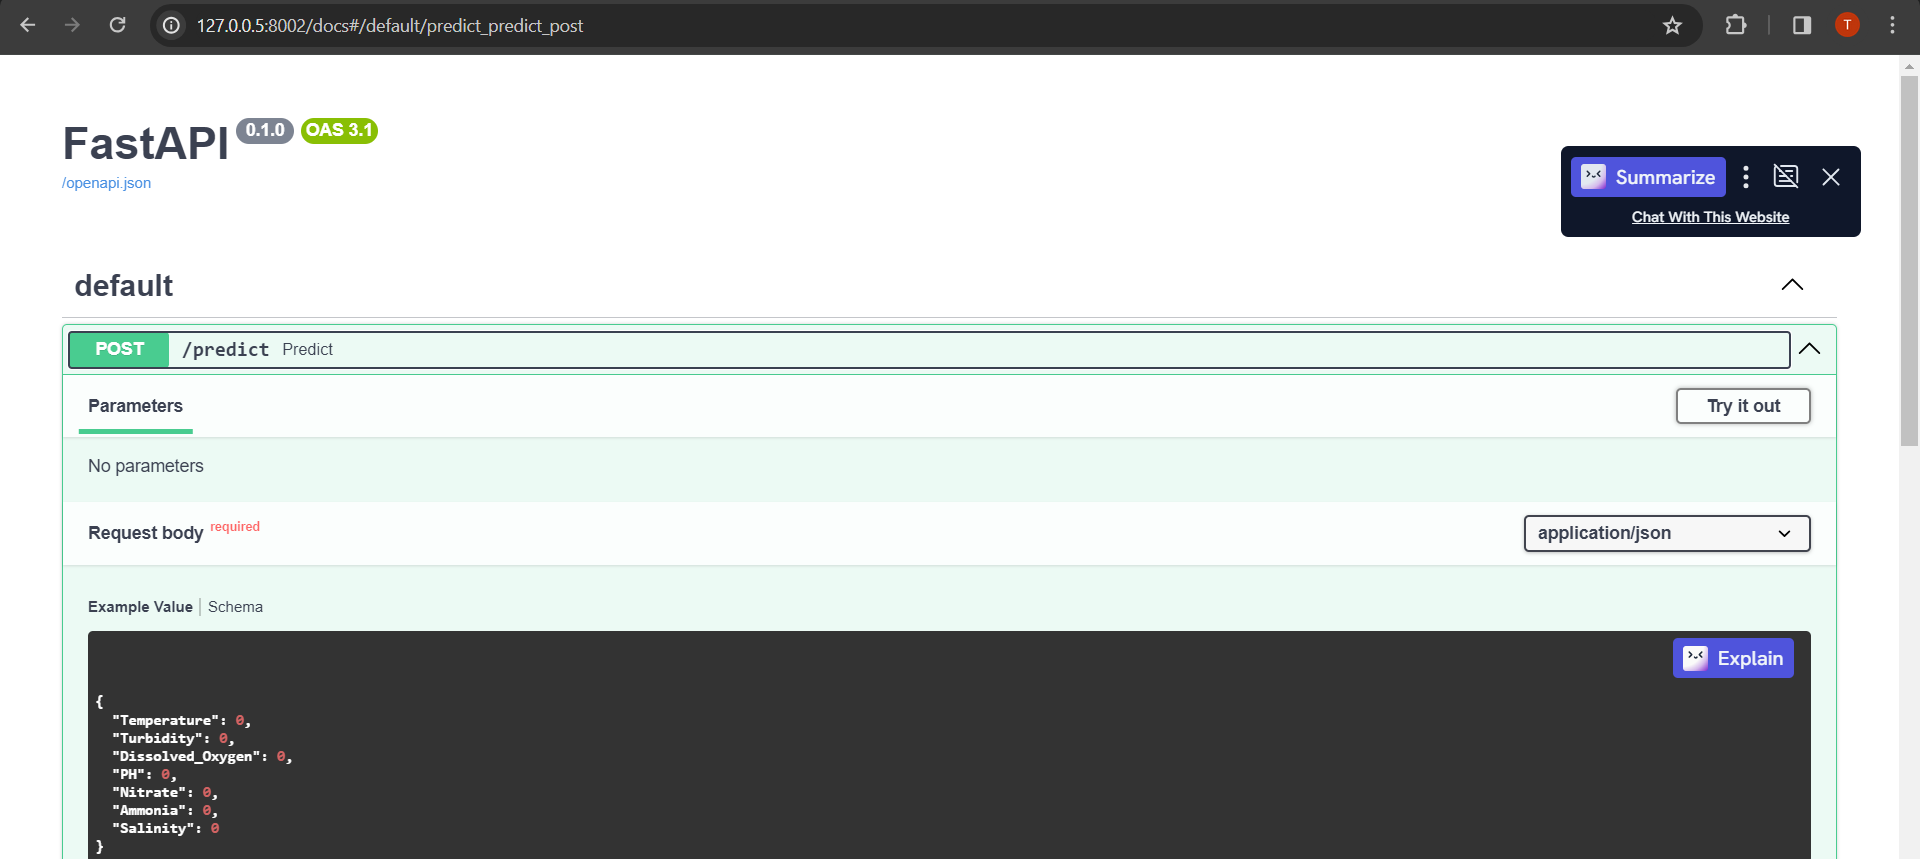 127.0.0.5:8002/docs#/default/predict_predict_post
T
FastAPI 0.1.0 OAS 3.1
/openapi.json
Summarize
Chat With This Website
default
POST /predict Predict
Parameters
Try it out
No parameters
Request body required
application/json
Example Value Schema
Explain
{
"Temperature": 0,
"Turbidity": 0,
"Dissolved_Oxygen": 0,
"PH": 0,
"Nitrate": 0,
"Ammonia": 0,
"Salinity": 0
}